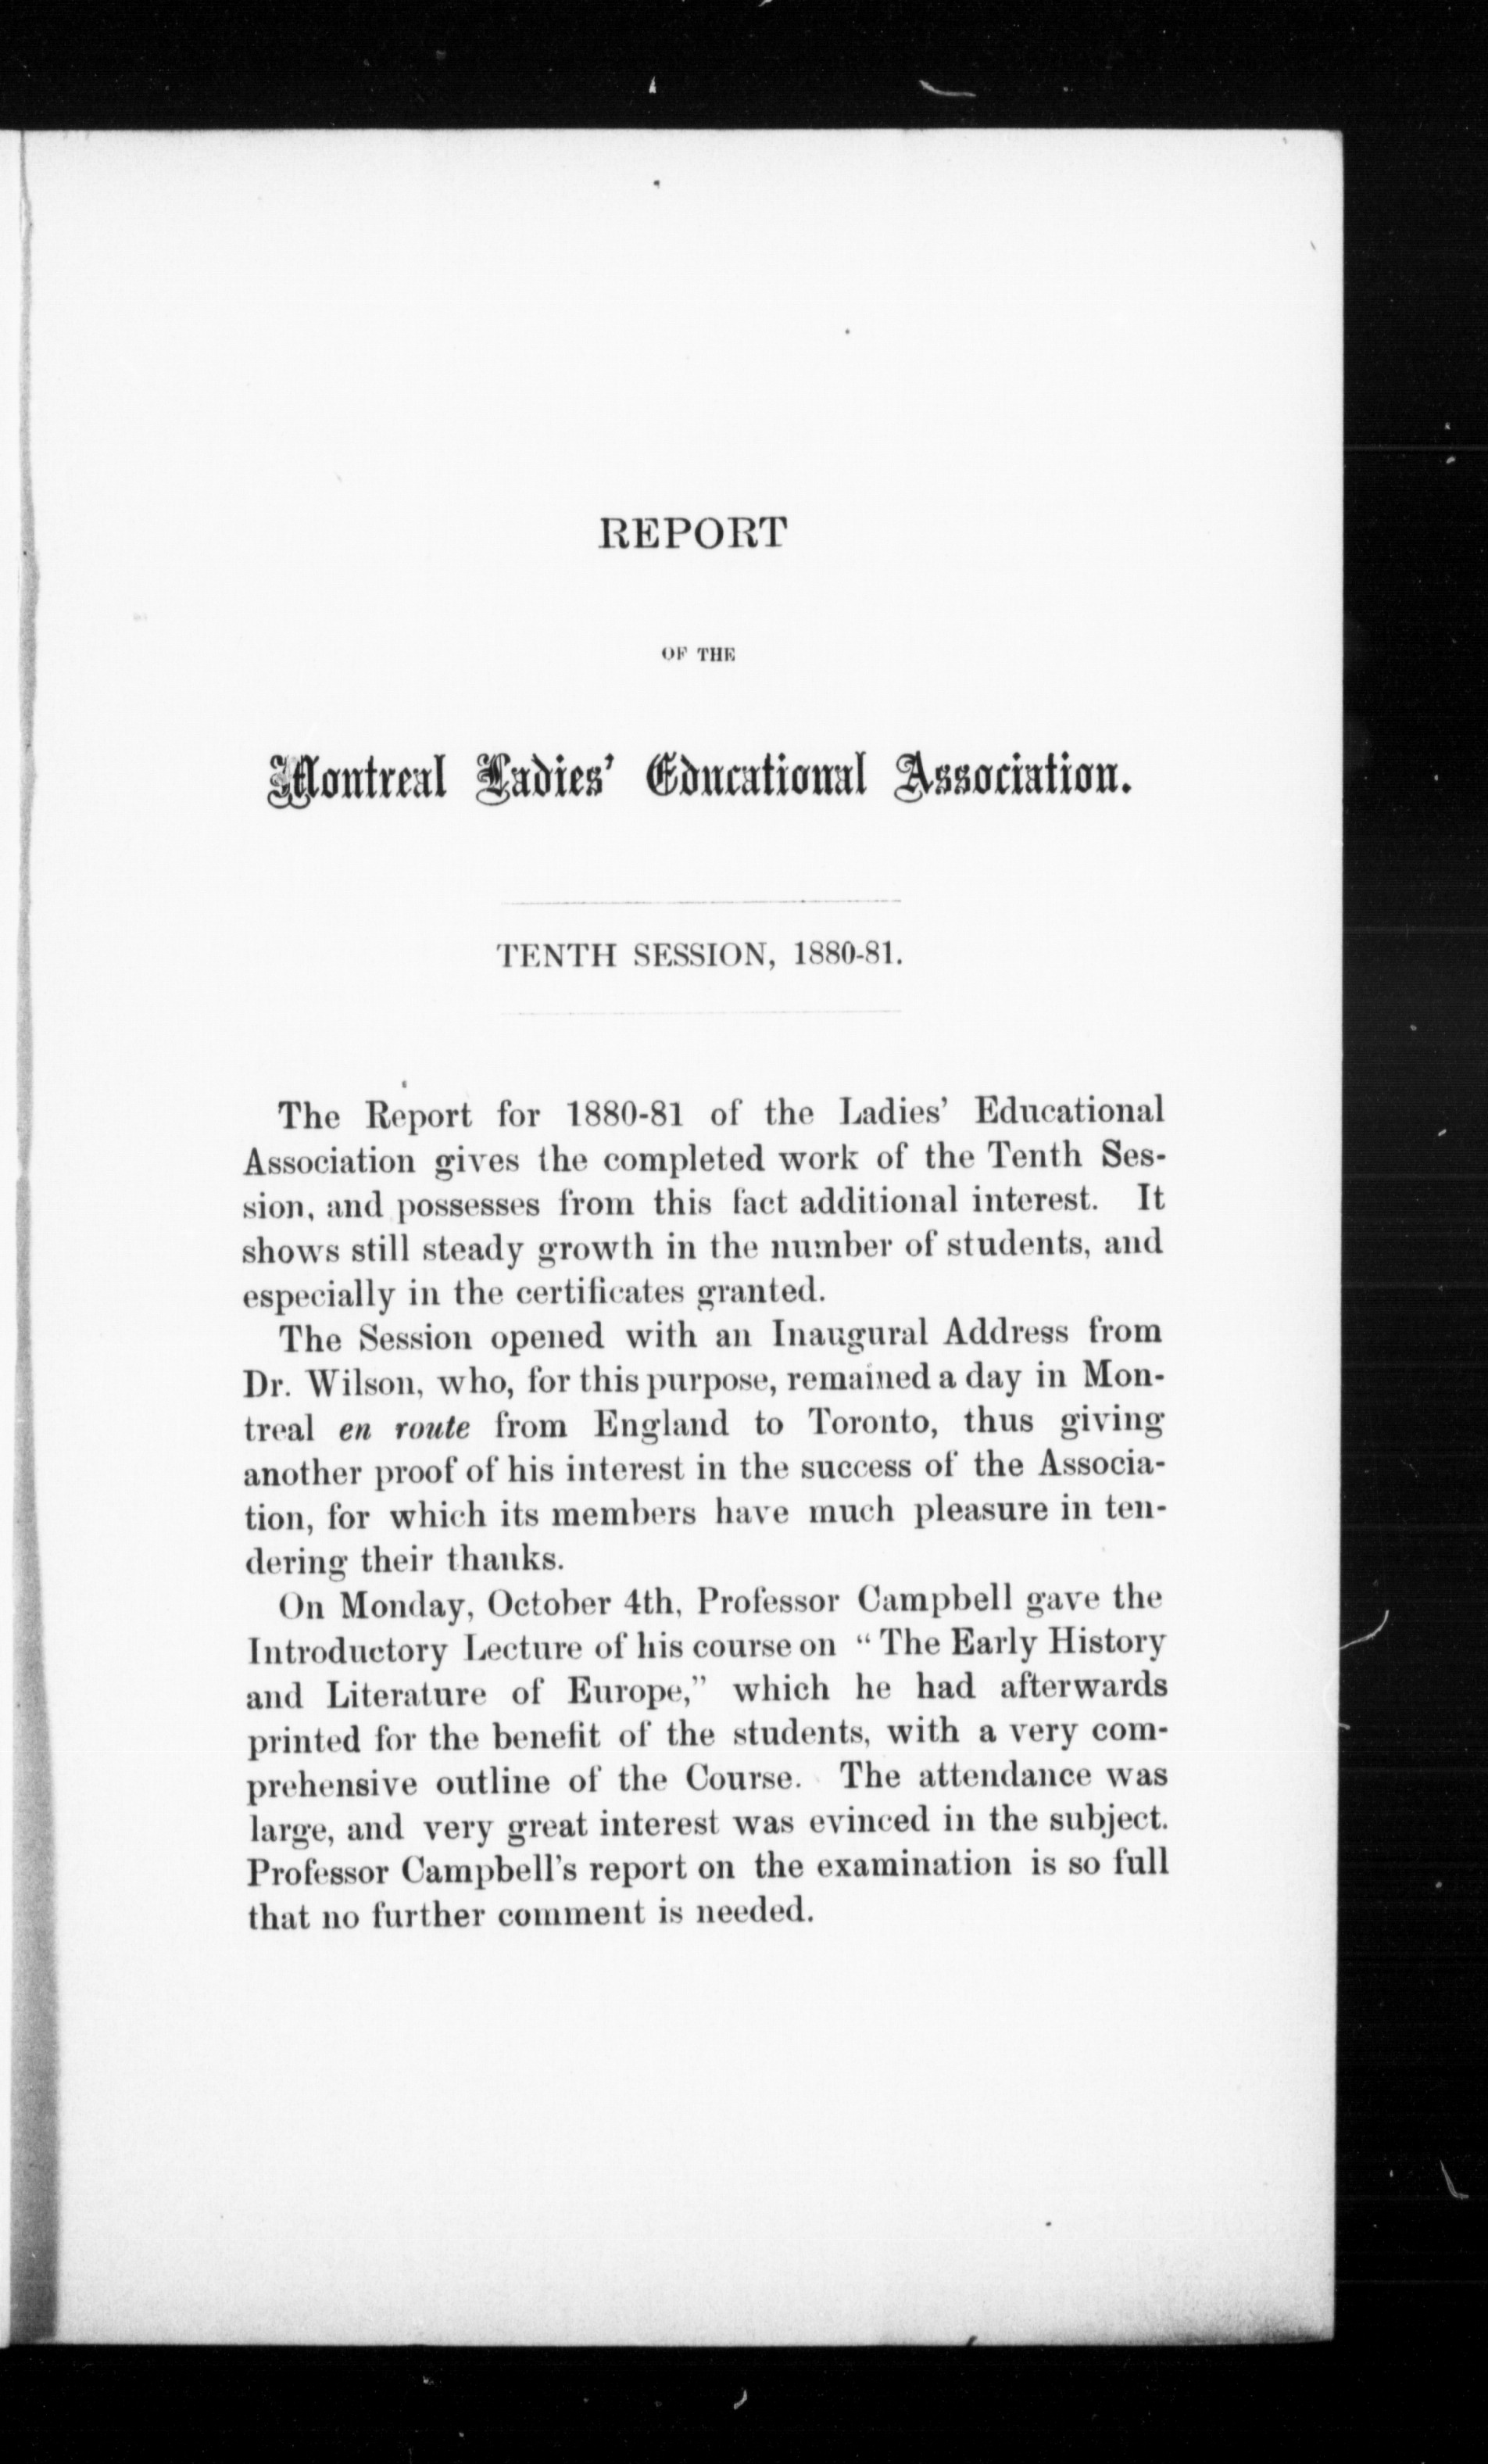 REPORT
OF THE
Montreal Ladies' Educational Association.
TENTH SESSION, 1880-81.
The Report for 1880-81 of the Ladies' Educational
Association gives the completed work of the Tenth Ses-
sion, and possesses from this fact additional interest. It
shows still steady growth in the number of students, and
especially in the certificates granted.
The Session opened with an Inaugural Address from
Dr. Wilson, who, for this purpose, remained a day in Mon-
treal en route from England to Toronto, thus giving
another proof of his interest in the success of the Associa-
tion, for which its members have much pleasure in ten-
dering their thanks.
On Monday, October 4th, Professor Campbell gave the
Introductory Lecture of his course on “ The Early History
and Literature of Europe,” which he had afterwards
printed for the benefit of the students, with a very com-
prehensive outline of the Course. The attendance was
large, and very great interest was evinced in the subject.
Professor Campbell's report on the examination is so full
that no further comment is needed.